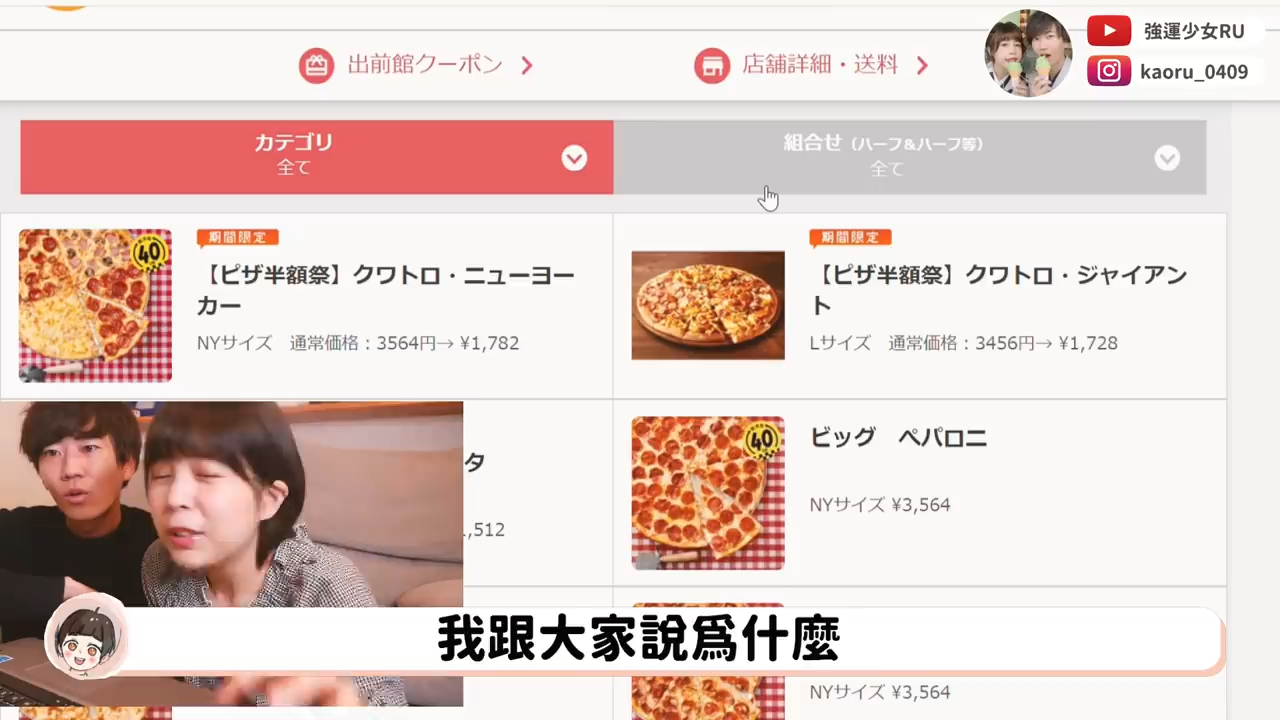 出前館クーポン
店舗詳細・送料
強運少女RU
kaoru_0409
カテゴリ
全て
組合せ（ハーフ&ハーフ等）
全て
40
期間限定
【ピザ半額祭】クワトロ・ニューヨー
カー
NYサイズ　通常価格：3564円→ ¥1,782
期間限定
【ピザ半額祭】クワトロ・ジャイアン
ト
Lサイズ　通常価格：3456円→ ¥1,728
タ
,512
40
ビッグ　ペパロニ
NYサイズ ¥3,564
我跟大家說爲什麼
NYサイズ ¥3,564